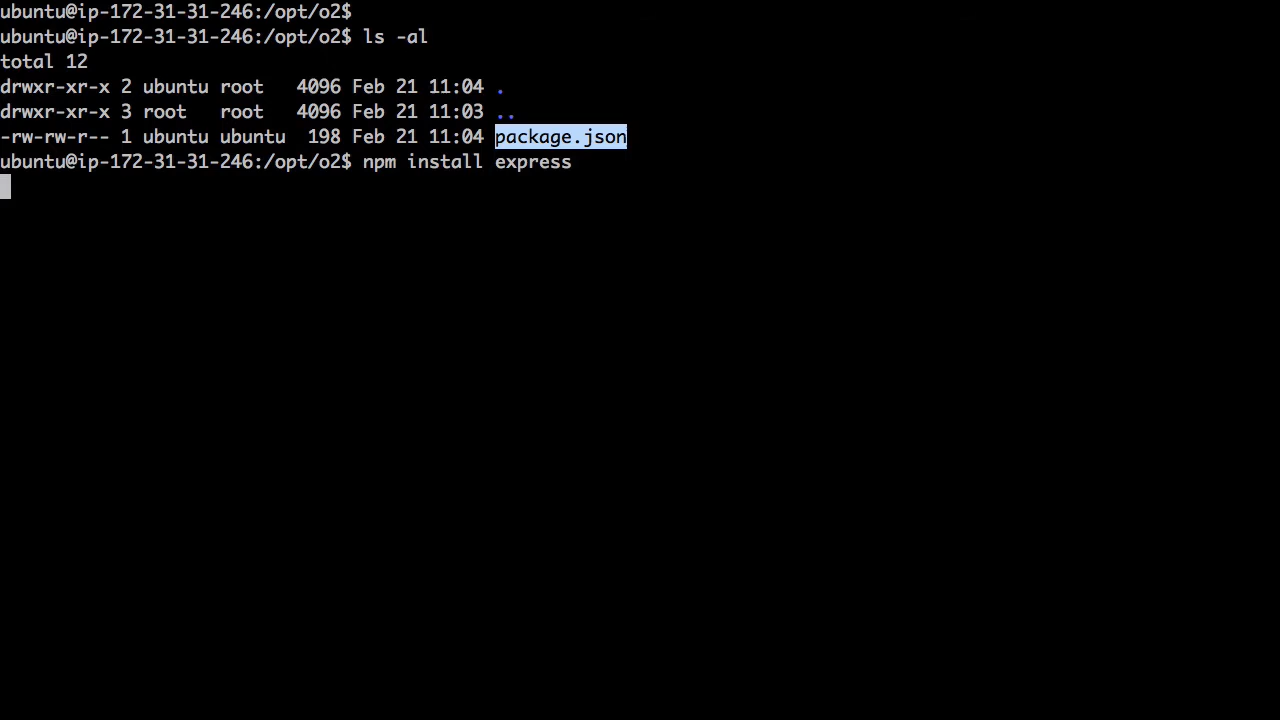 ubuntu@ip-172-31-31-246:/opt/o2$
ubuntu@ip-172-31-31-246:/opt/o2$ ls -al
total 12
drwxr-xr-x 2 ubuntu root   4096 Feb 21 11:04 .
drwxr-xr-x 3 root   root   4096 Feb 21 11:03 ..
-rw-rw-r-- 1 ubuntu ubuntu  198 Feb 21 11:04 package.json
ubuntu@ip-172-31-31-246:/opt/o2$ npm install express